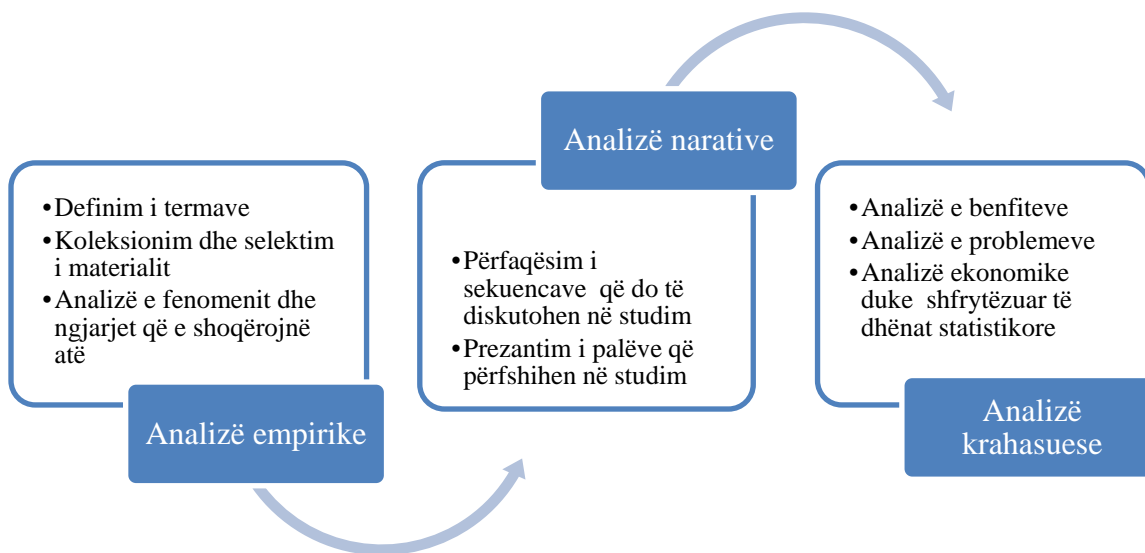 •Definim i termave
•Koleksionim dhe selektim
i materialit
•Analizë e fenomenit dhe
ngjarjet që e shoqërojnë
atë
Analizë empirike
Analizë narative
•Përfaqësim i
sekuencave që do të
diskutohen në studim
•Prezantim i palëve që
përfshihen në studim
•Analizë e benfiteve
•Analizë e problemeve
•Analizë ekonomike
duke shfrytëzuar të
dhënat statistikore
Analizë
krahasuese